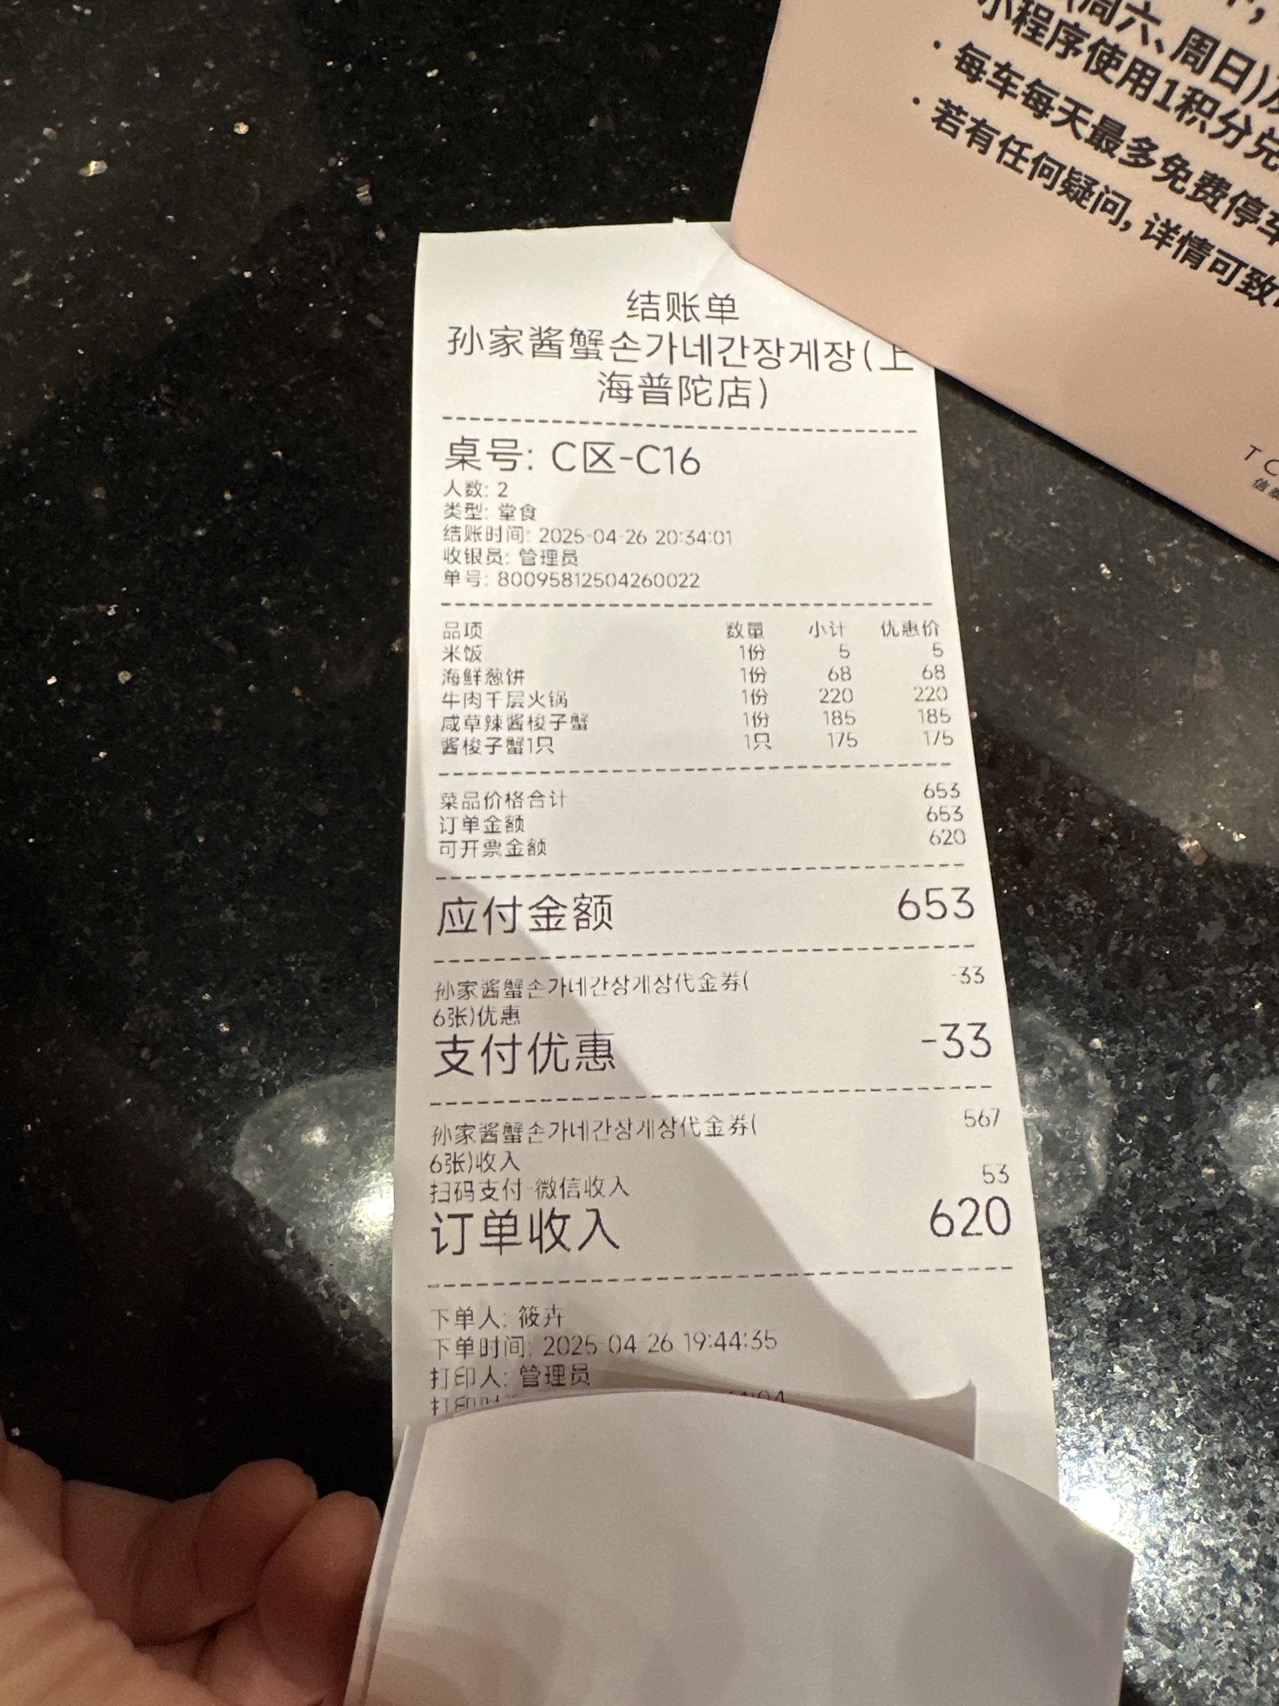 (周六、周日)及
小程序使用1积分兑
· 每车每天最多免费停车
· 若有任何疑问, 详情可致
T C
信泰
结账单
孙家酱蟹손가네간장게장(上
海普陀店)
桌号: C区-C16
人数: 2
类型: 堂食
结账时间: 2025-04-26 20:34:01
收银员: 管理员
单号: 80095812504260022
品项 数量 小计 优惠价
米饭 1份 5 5
海鲜葱饼 1份 68 68
牛肉千层火锅 1份 220 220
咸草辣酱梭子蟹 1份 185 185
酱梭子蟹1只 1只 175 175
菜品价格合计 653
订单金额 653
可开票金额 620
应付金额 653
孙家酱蟹손가네간장게장代金券( -33
6张)优惠
支付优惠 -33
孙家酱蟹손가네간장게장代金券( 567
6张)收入
扫码支付-微信收入 53
订单收入 620
下单人: 筱卉
下单时间: 2025-04-26 19:44:35
打印人: 管理员